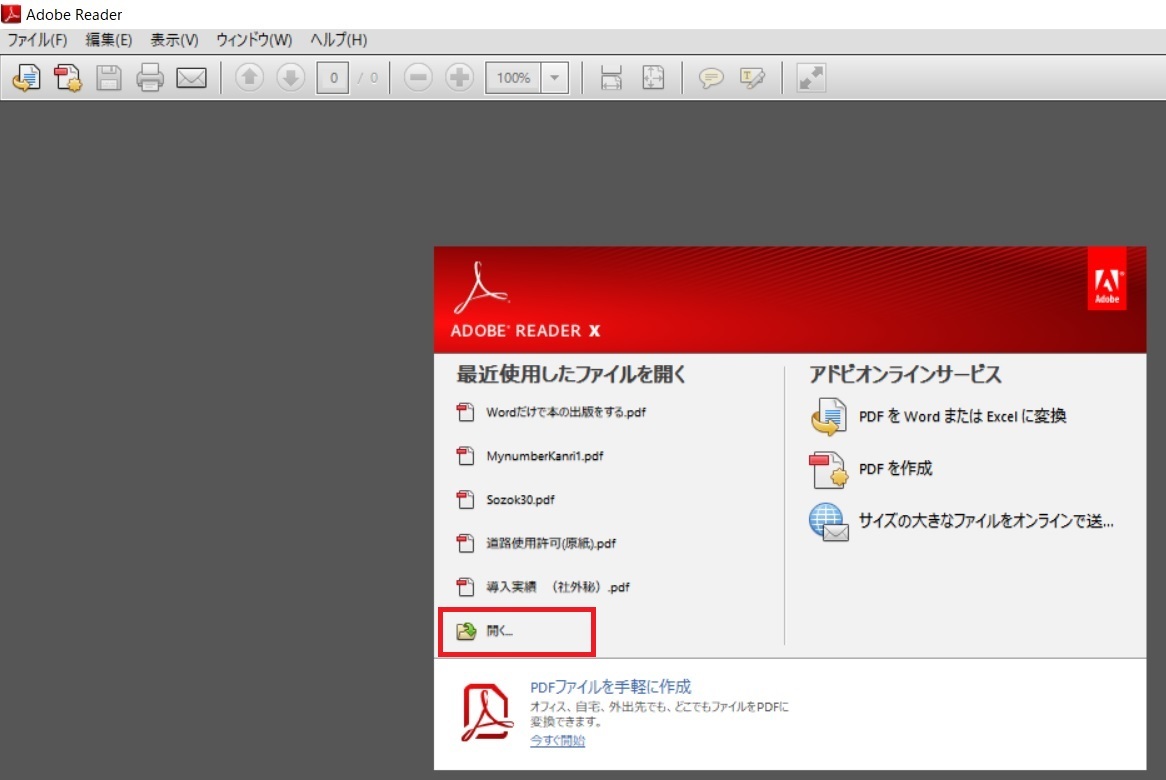 Adobe Reader
ファイル(F) 編集(E) 表示(V) ウィンドウ(W) ヘルプ(H)
0 / 0 100%
Adobe
ADOBE® READER X
最近使用したファイルを開く
Wordだけで本の出版をする.pdf
MynumberKanri1.pdf
Sozok30.pdf
道路使用許可(原紙).pdf
導入実績 （社外秘）.pdf
開く...
アドビオンラインサービス
PDF を Word または Excel に変換
PDF を作成
サイズの大きなファイルをオンラインで送...
PDFファイルを手軽に作成
オフィス、自宅、外出先でも、どこでもファイルをPDFに
変換できます。
今すぐ開始